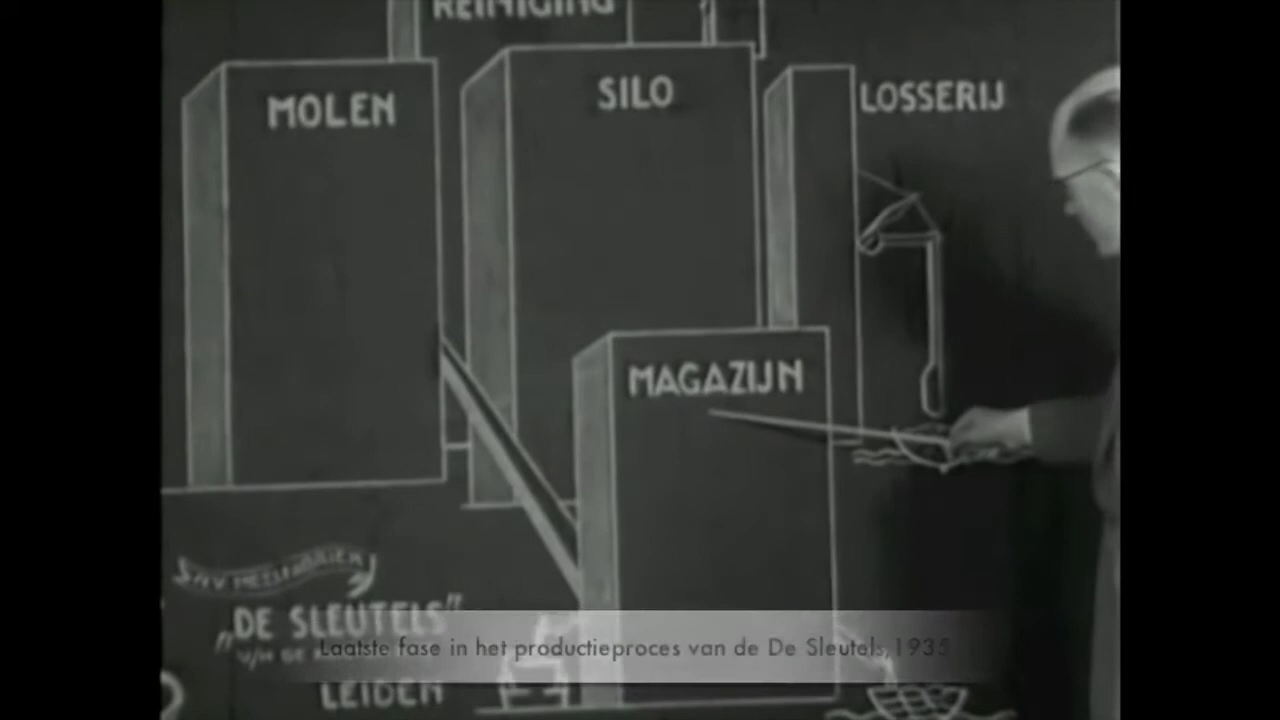 REINIGING
MOLEN
SILO
LOSSERIJ
MAGAZIJN
„DE SLEUTELS”
Laatste fase in het productieproces van de De Sleutels, 1935
LEIDEN